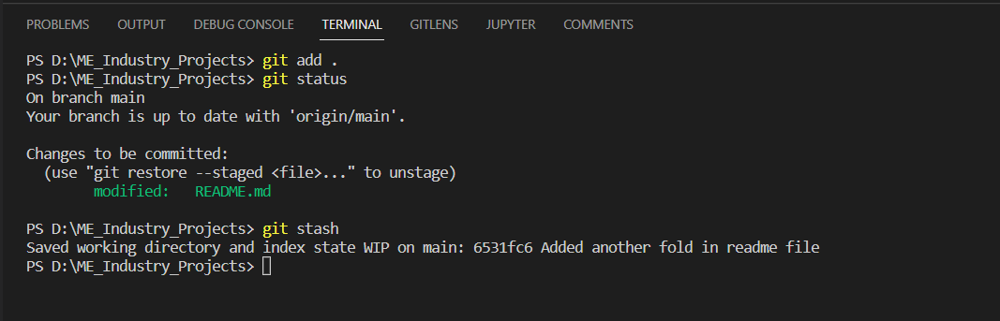 PROBLEMS OUTPUT DEBUG CONSOLE TERMINAL GITLENS JUPYTER COMMENTS
PS D:\ME_Industry_Projects> git add .
PS D:\ME_Industry_Projects> git status
On branch main
Your branch is up to date with 'origin/main'.
Changes to be committed:
  (use "git restore --staged <file>..." to unstage)
        modified:   README.md
PS D:\ME_Industry_Projects> git stash
Saved working directory and index state WIP on main: 6531fc6 Added another fold in readme file
PS D:\ME_Industry_Projects>